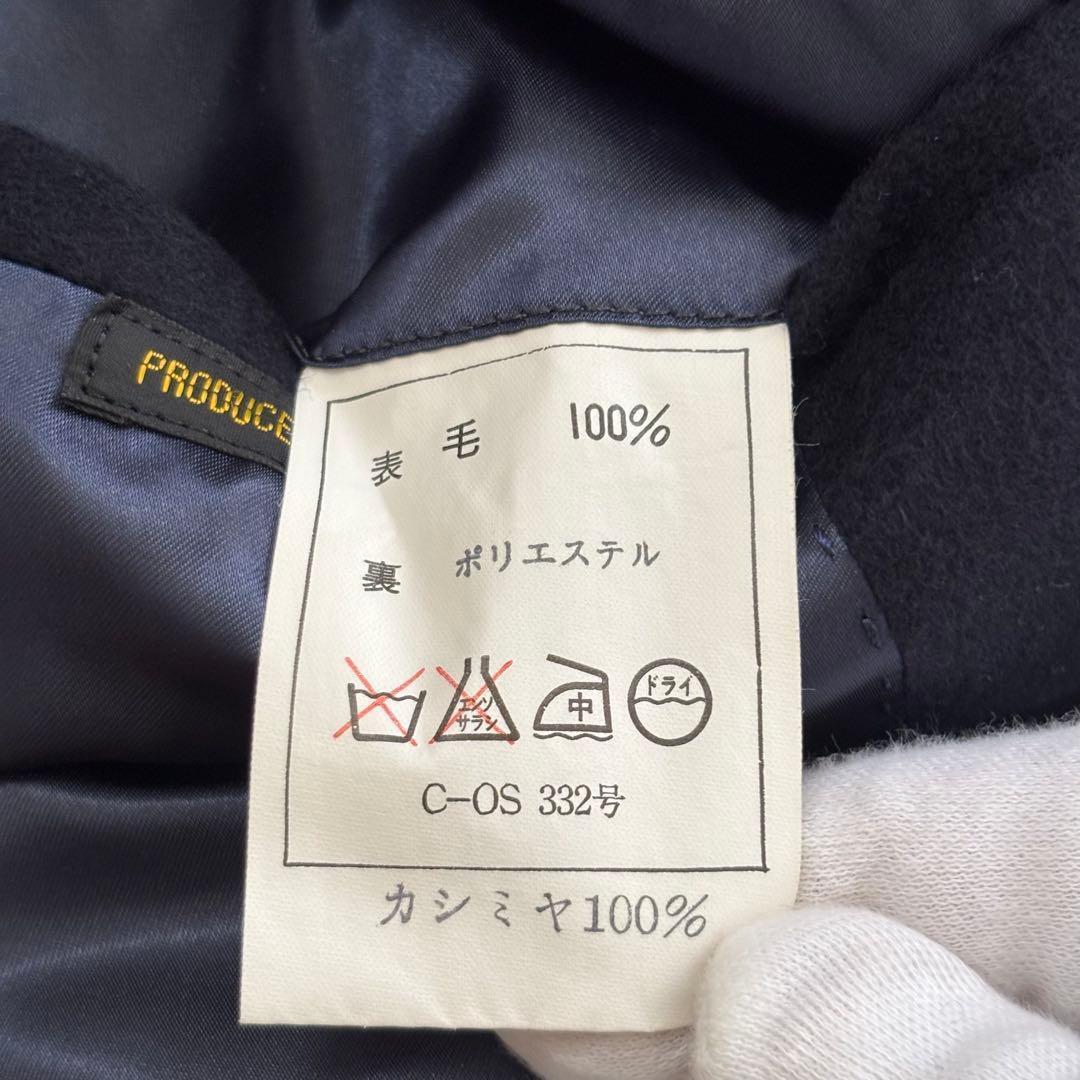 PRODUCE
表 毛 100%
裏 ポリエステル
エンソ
サラシ
中
ドライ
C-OS 332号
カシミヤ100%